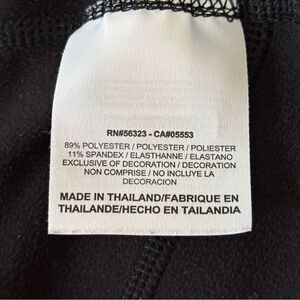 RN#56323 - CA#05553
89% POLYESTER / POLYESTER / POLIESTER
11% SPANDEX / ELASTHANNE / ELASTANO
EXCLUSIVE OF DECORATION / DECORATION
NON COMPRISE / NO INCLUYE LA
DECORACION
MADE IN THAILAND/FABRIQUE EN
THAILANDE/HECHO EN TAILANDIA